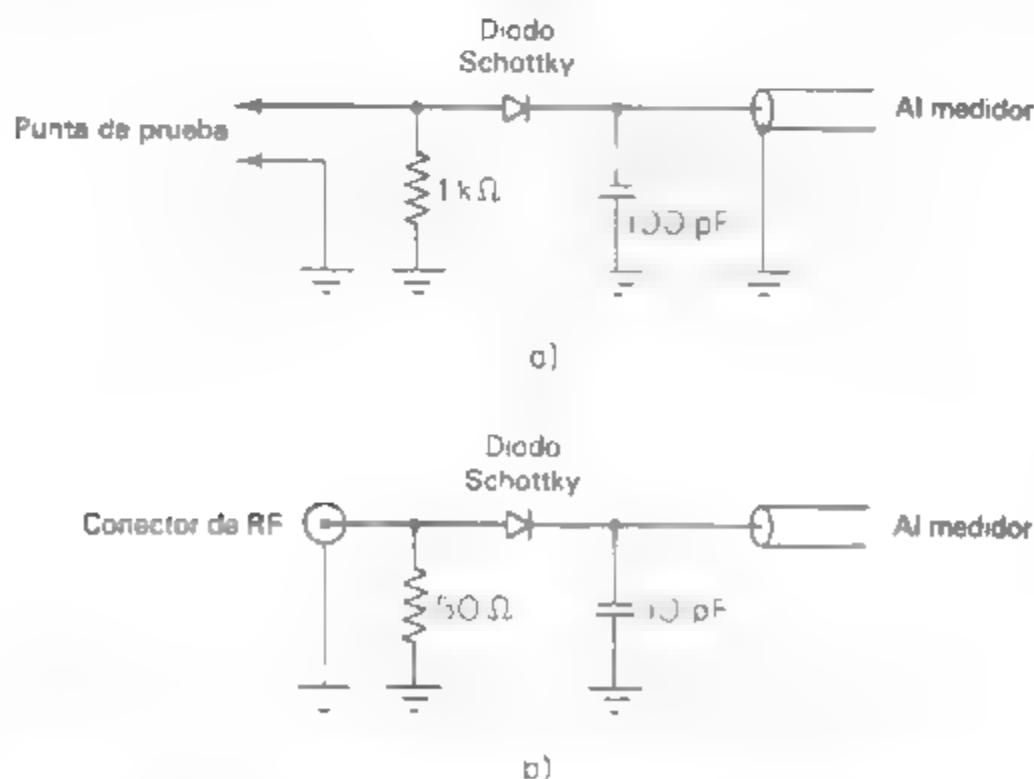 Diodo
Schottky
Punta de prueba
Al medidor
1 kΩ
100 pF
a)
Diodo
Schottky
Conector de RF
Al medidor
50 Ω
pF
b)